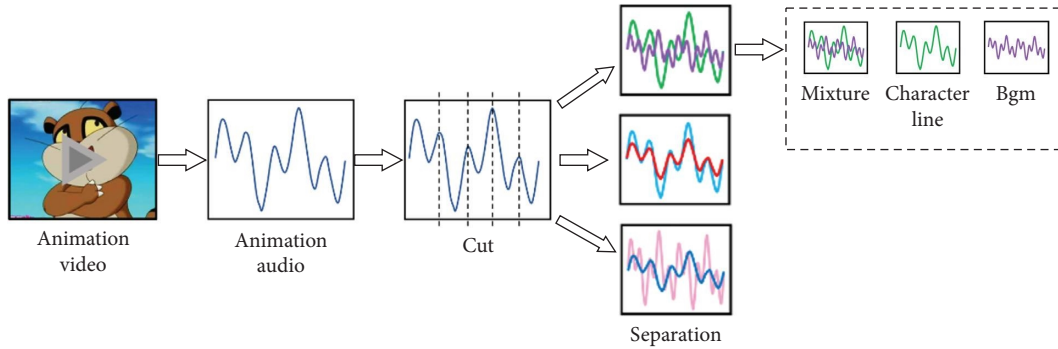 Animation
video
Animation
audio
Cut
Separation
Mixture
Character
line
Bgm